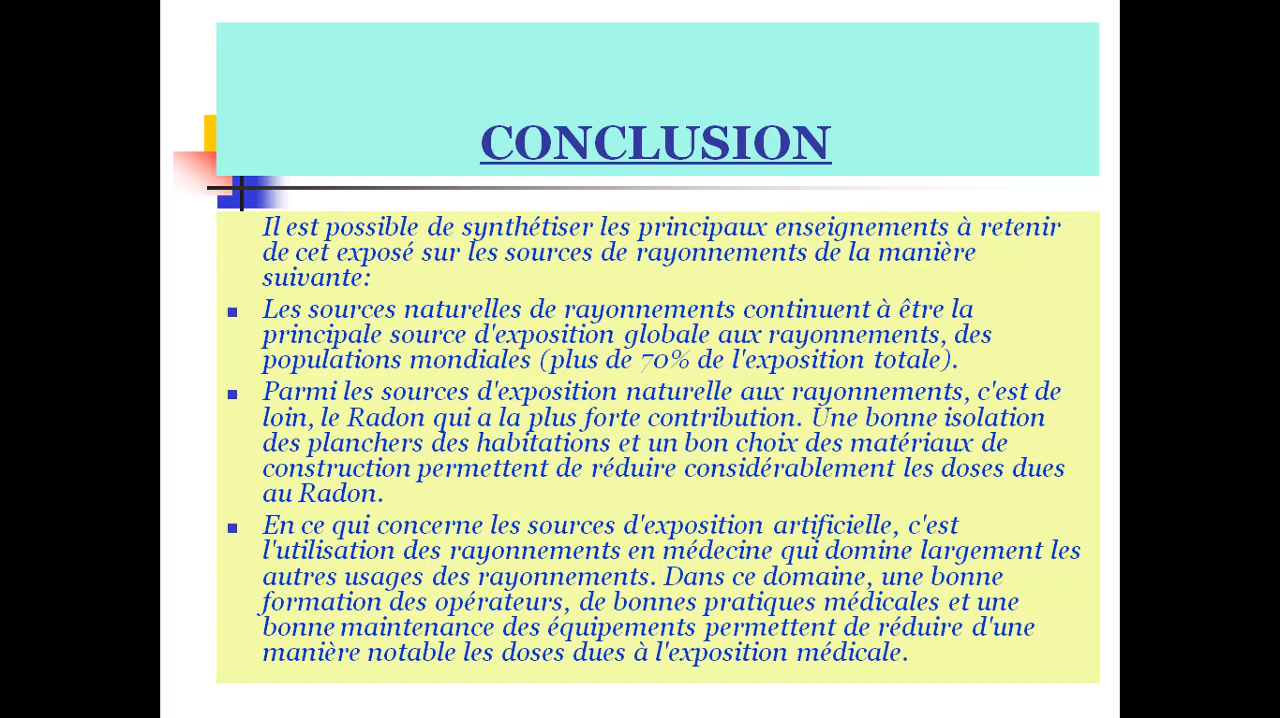 CONCLUSION
Il est possible de synthétiser les principaux enseignements à retenir
de cet exposé sur les sources de rayonnements de la manière
suivante:
Les sources naturelles de rayonnements continuent à être la
principale source d'exposition globale aux rayonnements, des
populations mondiales (plus de 70% de l'exposition totale).
Parmi les sources d'exposition naturelle aux rayonnements, c'est de
loin, le Radon qui a la plus forte contribution. Une bonne isolation
des planchers des habitations et un bon choix des matériaux de
construction permettent de réduire considérablement les doses dues
au Radon.
En ce qui concerne les sources d'exposition artificielle, c'est
l'utilisation des rayonnements en médecine qui domine largement les
autres usages des rayonnements. Dans ce domaine, une bonne
formation des opérateurs, de bonnes pratiques médicales et une
bonne maintenance des équipements permettent de réduire d'une
manière notable les doses dues à l'exposition médicale.